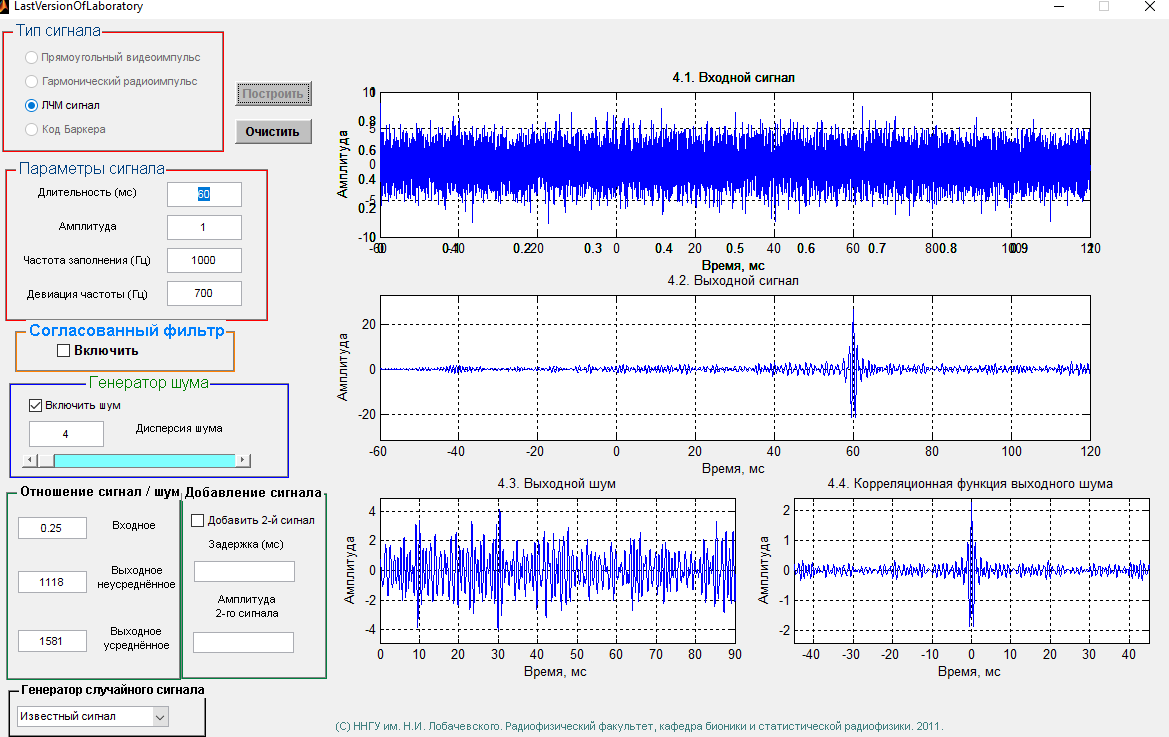 LastVersionOfLaboratory
Тип сигнала
Прямоугольный видеоимпульс
Гармонический радиоимпульс
ЛЧМ сигнал
Код Баркера
Построить
Очистить
Параметры сигнала
Длительность (мс)
60
Амплитуда
1
Частота заполнения (Гц)
1000
Девиация частоты (Гц)
700
Согласованный фильтр
Включить
Генератор шума
Включить шум
4
Дисперсия шума
Отношение сигнал / шум
0.25
Входное
1118
Выходное
неусреднённое
1581
Выходное
усреднённое
Добавление сигнала
Добавить 2-й сигнал
Задержка (мс)
Амплитуда
2-го сигнала
Генератор случайного сигнала
Известный сигнал
4.1. Входной сигнал
Амплитуда
10
5
0
-5
-10
1
0.8
0.6
0.4
0.2
-60 -40 -20 0 20 40 60 80 100 120
0 0.1 0.2 0.3 0.4 0.5 0.6 0.7 0.8 0.9 1
Время, мс
4.2. Выходной сигнал
Амплитуда
20
0
-20
-60 -40 -20 0 20 40 60 80 100 120
Время, мс
4.3. Выходной шум
Амплитуда
4
2
0
-2
-4
0 10 20 30 40 50 60 70 80 90
Время, мс
4.4. Корреляционная функция выходного шума
Амплитуда
2
1
0
-1
-2
-40 -30 -20 -10 0 10 20 30 40
Время, мс
(С) ННГУ им. Н.И. Лобачевского. Радиофизический факультет, кафедра бионики и статистической радиофизики. 2011.